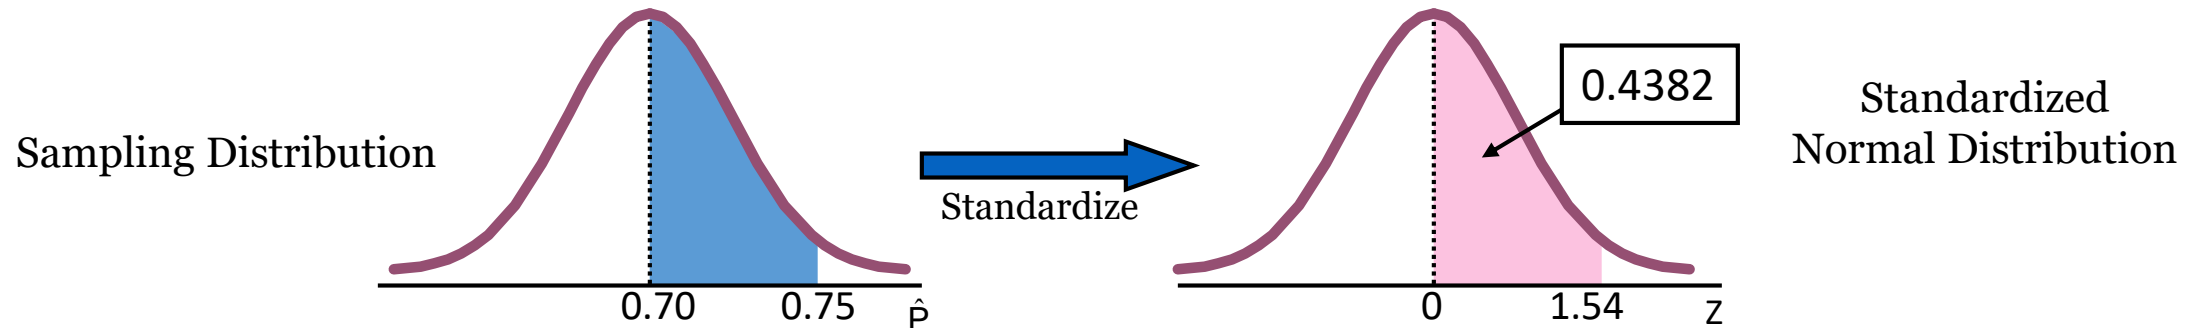 Sampling Distribution
0.70
0.75
P̂
Standardize
0.4382
0
1.54
Z
Standardized
Normal Distribution